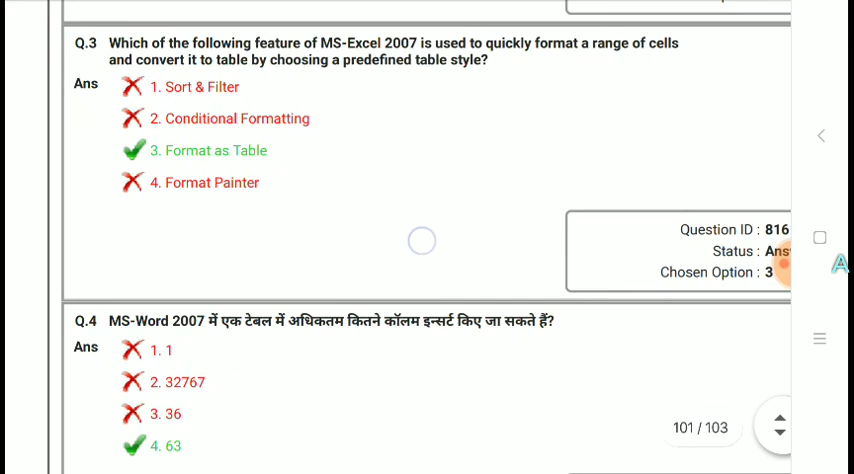 Q.3 Which of the following feature of MS-Excel 2007 is used to quickly format a range of cells
and convert it to table by choosing a predefined table style?
Ans 1. Sort & Filter
2. Conditional Formatting
3. Format as Table
4. Format Painter
Question ID : 816
Status : Ans
Chosen Option : 3
A
Q.4 MS-Word 2007 में एक टेबल में अधिकतम कितने कॉलम इन्सर्ट किए जा सकते हैं?
Ans 1. 1
2. 32767
3. 36
101 / 103
4. 63